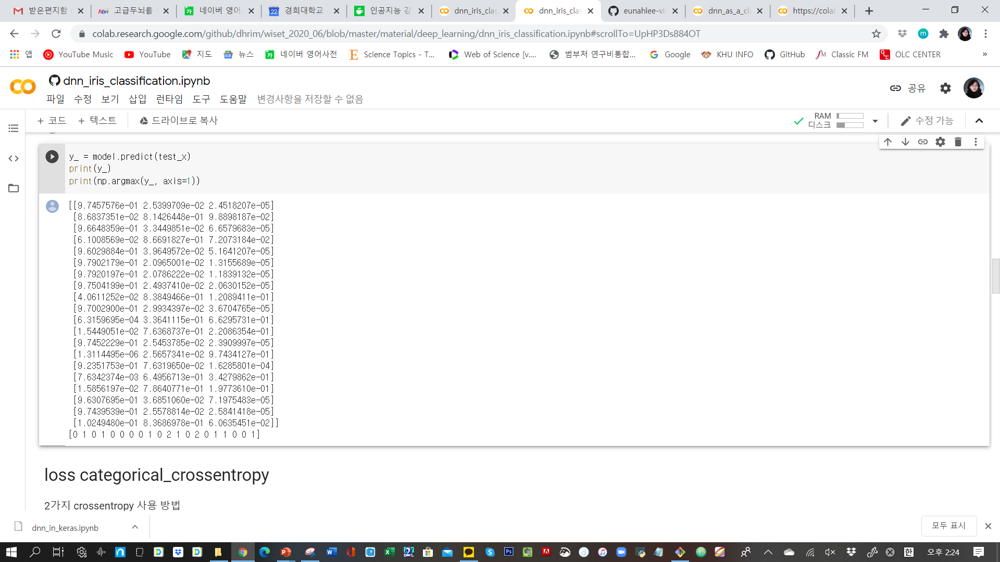 받은편지함
고급두뇌를
네이버 영어
경희대학교
인공지능 강
dnn_iris_clas
dnn_iris_clas
eunahlee-vi
dnn_as_a_cl
https://colab
colab.research.google.com/github/dhrim/wiset_2020_06/blob/master/material/deep_learning/dnn_iris_classification.ipynb#scrollTo=UpHP3Ds884OT
앱 YouTube Music YouTube 지도 뉴스 네이버 영어사전 Science Topics - T... Web of Science [v.... 범부처 연구비통합... Google KHU INFO GitHub Classic FM OLC CENTER »
dnn_iris_classification.ipynb
파일 수정 보기 삽입 런타임 도구 도움말 변경사항을 저장할 수 없음
공유
+ 코드 + 텍스트 드라이브로 복사
RAM
디스크
수정 가능
y_ = model.predict(test_x)
print(y_)
print(np.argmax(y_, axis=1))
[[9.7457576e-01 2.5399709e-02 2.4518207e-05]
[8.6837351e-02 8.1426448e-01 9.8898187e-02]
[9.6648359e-01 3.3449851e-02 6.6579683e-05]
[6.1008569e-02 8.6691827e-01 7.2073184e-02]
[9.6029884e-01 3.9649572e-02 5.1641207e-05]
[9.7902179e-01 2.0965001e-02 1.3155689e-05]
[9.7920197e-01 2.0786222e-02 1.1839132e-05]
[9.7504199e-01 2.4937410e-02 2.0630152e-05]
[4.0611252e-02 8.3849466e-01 1.2089411e-01]
[9.7002900e-01 2.9934397e-02 3.6704765e-05]
[6.3159695e-04 3.3641115e-01 6.6295731e-01]
[1.5449051e-02 7.6368737e-01 2.2086354e-01]
[9.7452229e-01 2.5453785e-02 2.3909997e-05]
[1.3114495e-06 2.5657341e-02 9.7434127e-01]
[9.2351753e-01 7.6319650e-02 1.6285801e-04]
[7.6342374e-03 6.4956713e-01 3.4279862e-01]
[1.5856197e-02 7.8640771e-01 1.9773610e-01]
[9.6307695e-01 3.6851060e-02 7.1975483e-05]
[9.7439539e-01 2.5578814e-02 2.5841418e-05]
[1.0249480e-01 8.3686978e-01 6.0635451e-02]]
[0 1 0 1 0 0 0 0 1 0 2 1 0 2 0 1 1 0 0 1]
loss categorical_crossentropy
2가지 crossentropy 사용 방법
dnn_in_keras.ipynb
모두 표시
한 오후 2:24